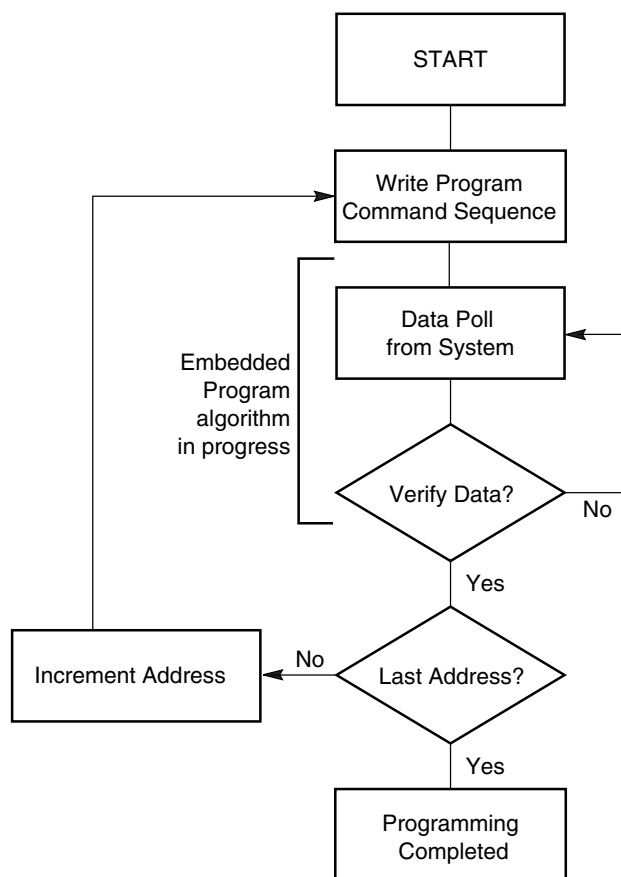 START
Write Program
Command Sequence
Data Poll
from System
Embedded
Program
algorithm
in progress
Verify Data?
No
Yes
Increment Address
No
Last Address?
Yes
Programming
Completed